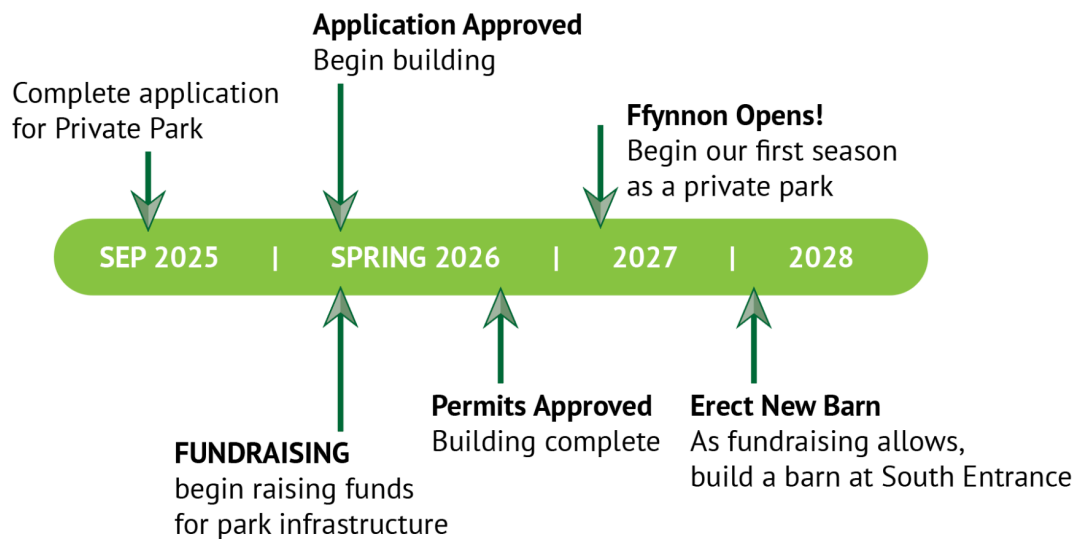 Application Approved
Begin building
Complete application
for Private Park
Ffynnon Opens!
Begin our first season
as a private park
SEP 2025 | SPRING 2026 | 2027 | 2028
Permits Approved
Building complete
Erect New Barn
As fundraising allows,
build a barn at South Entrance
FUNDRAISING
begin raising funds
for park infrastructure